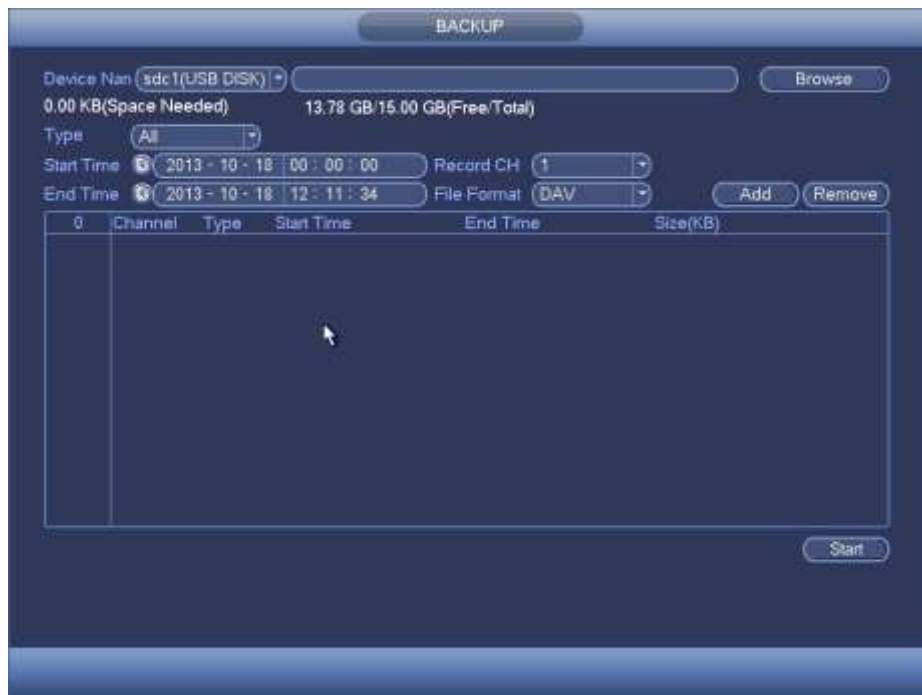 BACKUP
Device Nam sdc1(USB DISK) Browse
0.00 KB(Space Needed) 13.78 GB/15.00 GB(Free/Total)
Type All
Start Time 2013 - 10 - 18 00 : 00 : 00 Record CH 1
End Time 2013 - 10 - 18 12 : 11 : 34 File Format DAV Add Remove
0 Channel Type Start Time End Time Size(KB)
Start